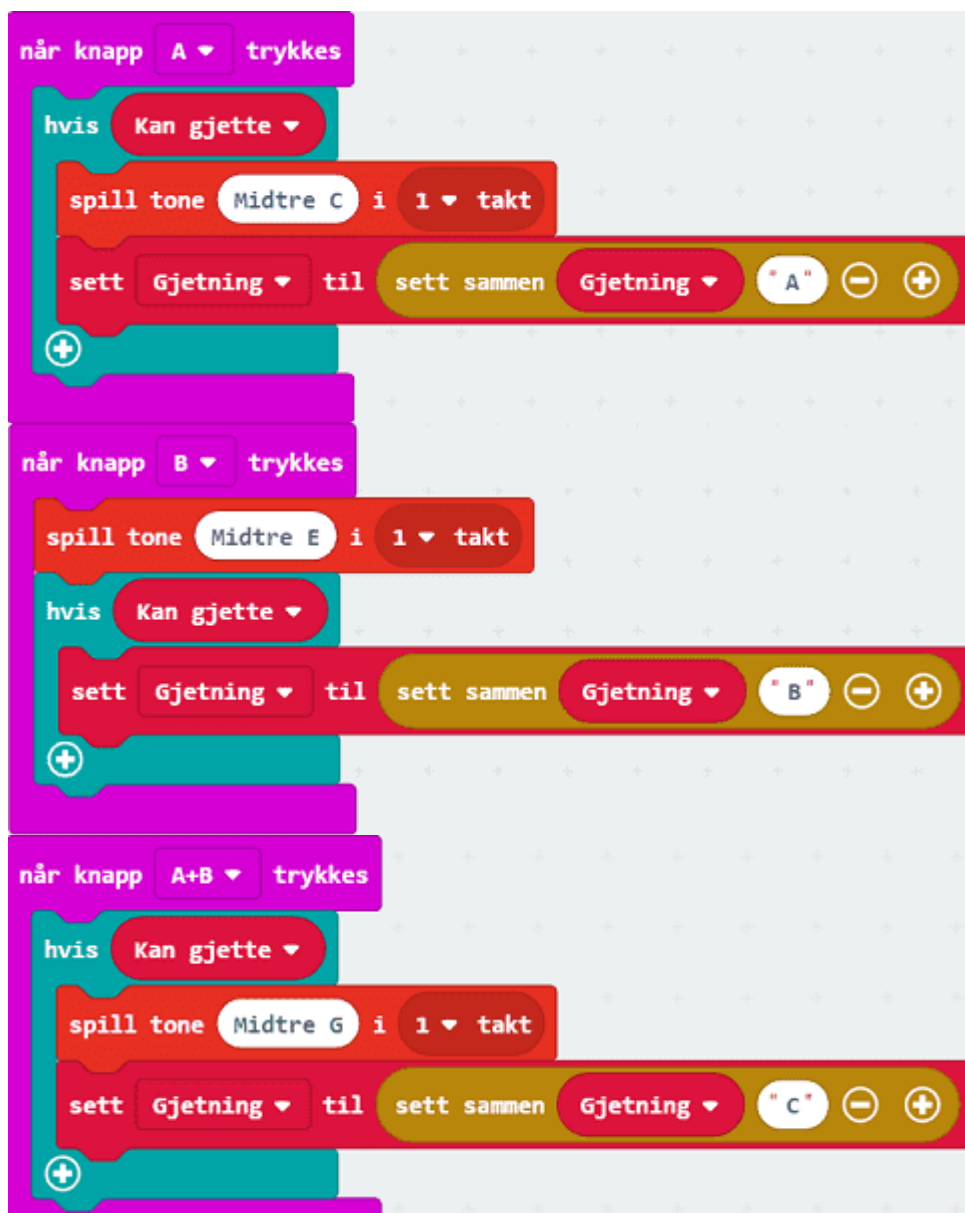 når knapp A trykkes
hvis Kan gjette
spill tone Midtre C i 1 takt
sett Gjetning til sett sammen Gjetning "A"
når knapp B trykkes
spill tone Midtre E i 1 takt
hvis Kan gjette
sett Gjetning til sett sammen Gjetning "B"
når knapp A+B trykkes
hvis Kan gjette
spill tone Midtre G i 1 takt
sett Gjetning til sett sammen Gjetning "C"